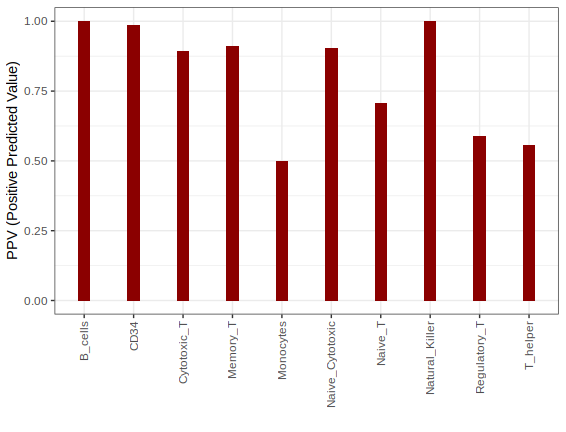 PPV (Positive Predicted Value)
1.00
0.75
0.50
0.25
0.00
B_cells
CD34
Cytotoxic_T
Memory_T
Monocytes
Naive_Cytotoxic
Naive_T
Natural_Killer
Regulatory_T
T_helper